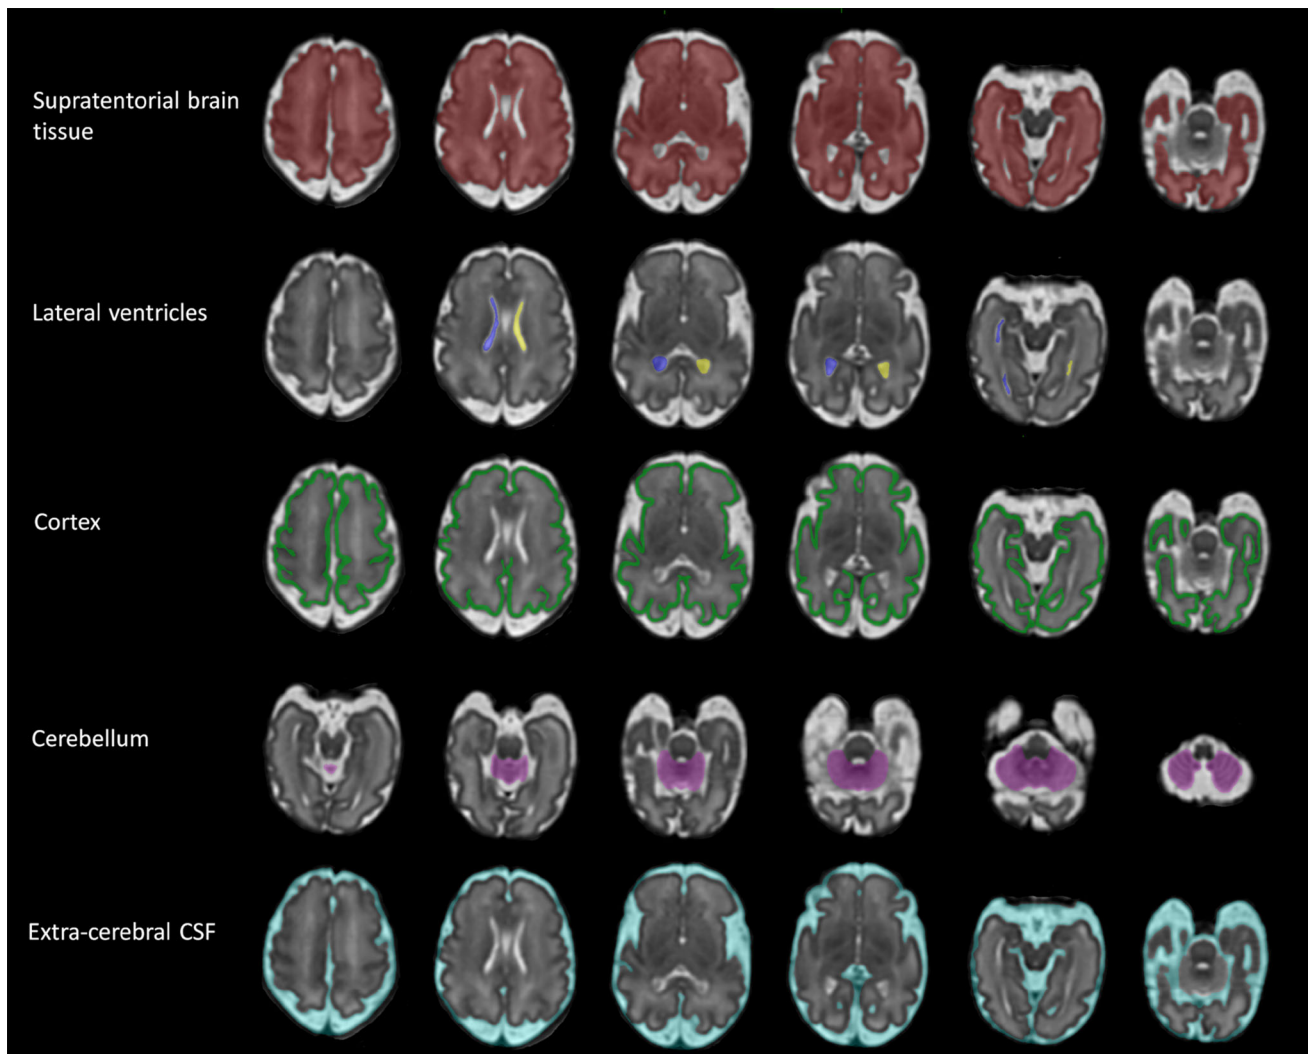 Supratentorial brain
tissue
Lateral ventricles
Cortex
Cerebellum
Extra-cerebral CSF